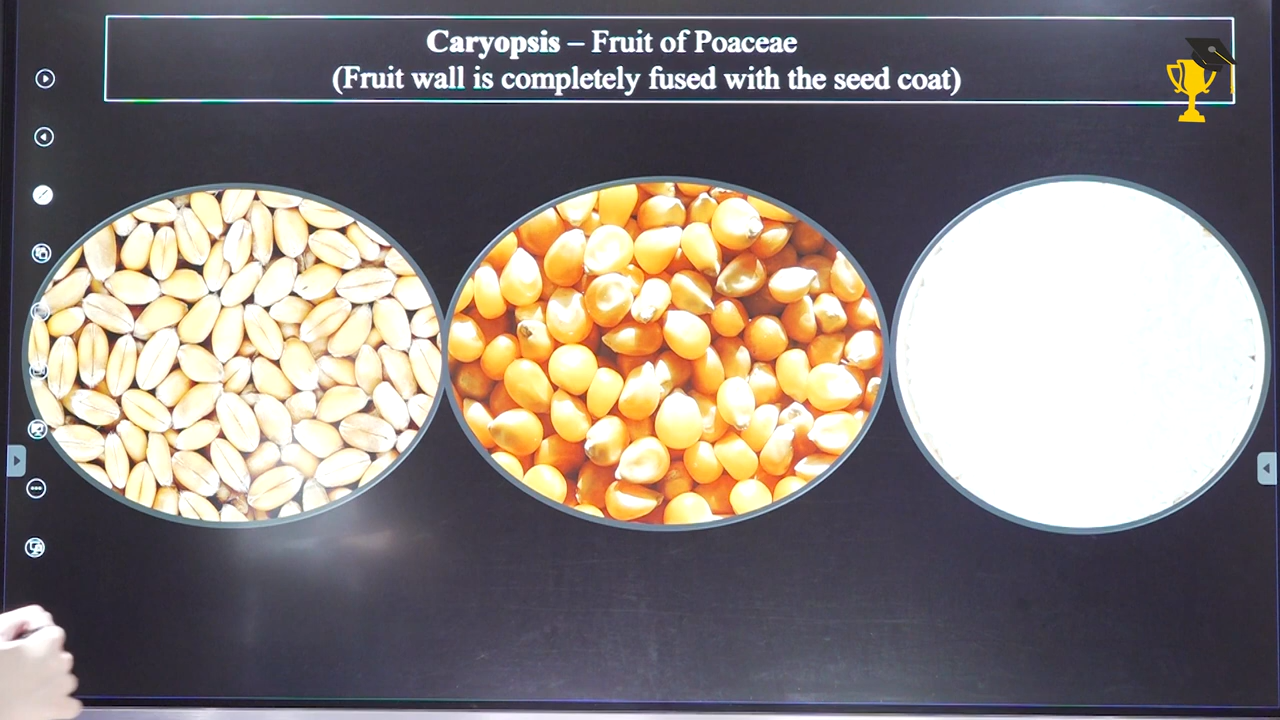 Caryopsis – Fruit of Poaceae
(Fruit wall is completely fused with the seed coat)